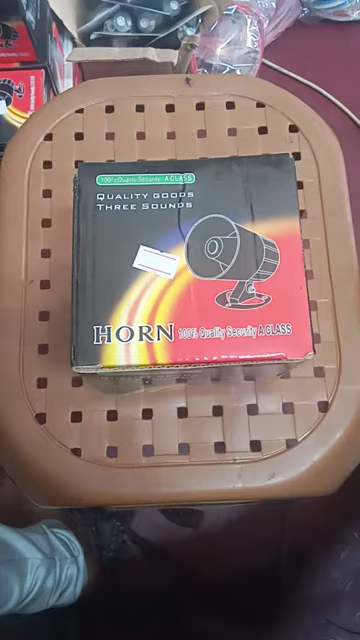 100% Quality Security A CLASS
QUALITY GOODS
THREE SOUNDS
HORN 100% Quality Security A CLASS